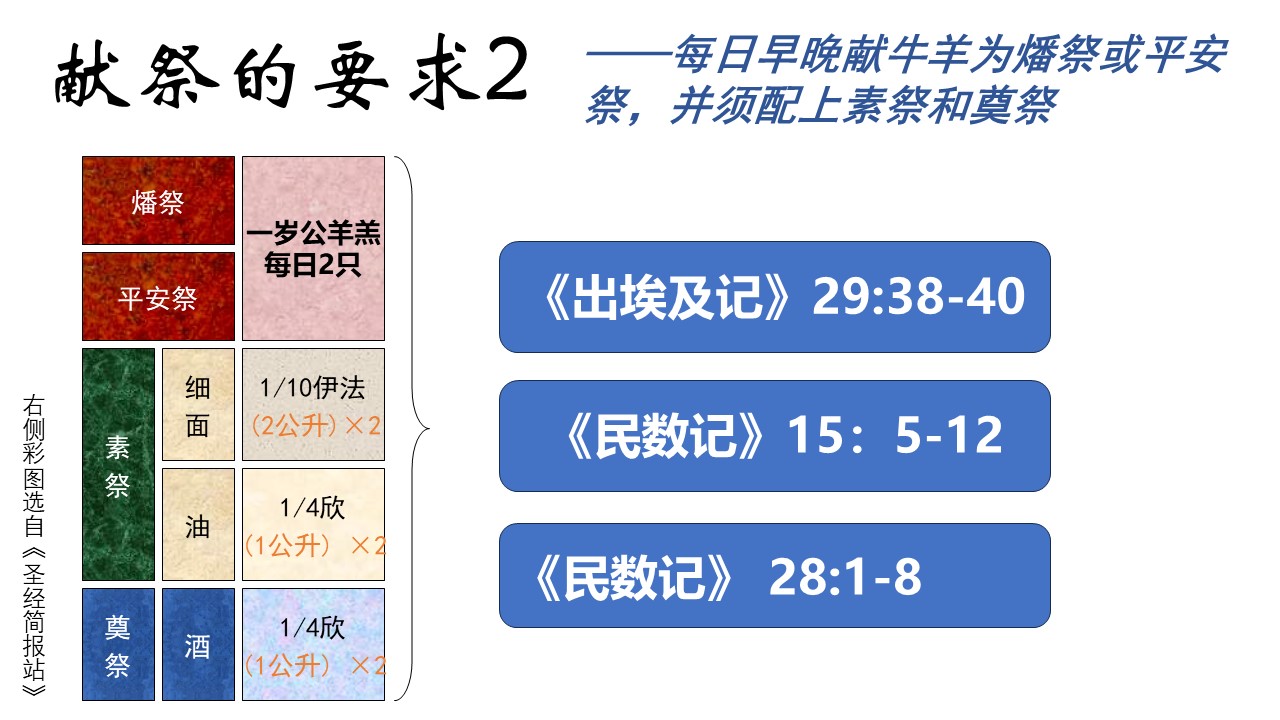 献祭的要求2
——每日早晚献牛羊为燔祭或平安
祭，并须配上素祭和奠祭
燔祭
平安祭
一岁公羊羔
每日2只
素
祭
细
面
1/10伊法
(2公升)×2
油
1/4欣
(1公升) ×2
奠
祭
酒
1/4欣
(1公升) ×2
右侧彩图选自《圣经简报站》
《出埃及记》29:38-40
《民数记》15：5-12
《民数记》 28:1-8